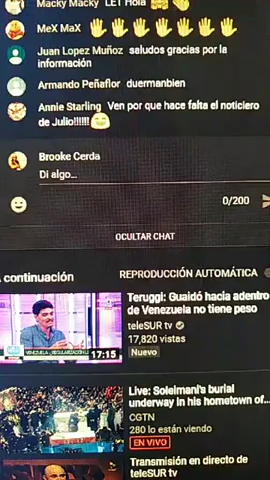 Macky Macky LET Hola
MeX MaX
Juan Lopez Muñoz saludos gracias por la
información
Armando Peñaflor duermanbien
Annie Starling Ven por que hace falta el noticiero
de Julio!!!!!!
Brooke Cerda
Di algo...
0/200
OCULTAR CHAT
continuación
REPRODUCCIÓN AUTOMÁTICA
Teruggi: Guaidó hacia adentro
de Venezuela no tiene peso
teleSUR tv
17,820 vistas
Nuevo
17:15
Live: Soleimani's burial
underway in his hometown of...
CGTN
280 lo están viendo
EN VIVO
Transmisión en directo de
teleSUR tv